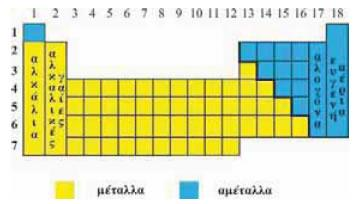 1 18
2 13 14 15 16 17
3 4 5 6 7 8 9 10 11 12
1
2
3
4
5
6
7
αλκάλια
αλκαλικές
γαίες
αλογόνα
ευγενή
αέρια
μέταλλα αμέταλλα